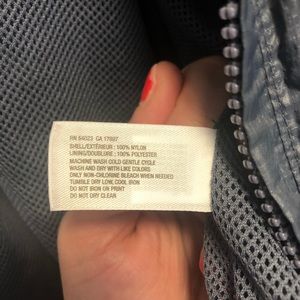 RN 54023 CA 17897
SHELL/EXTÉRIEUR : 100% NYLON
LINING/DOUBLURE : 100% POLYESTER
MACHINE WASH COLD GENTLE CYCLE
WASH AND DRY WITH LIKE COLORS
ONLY NON-CHLORINE BLEACH WHEN NEEDED
TUMBLE DRY LOW, COOL IRON
DO NOT IRON ON PRINT
DO NOT DRY CLEAN